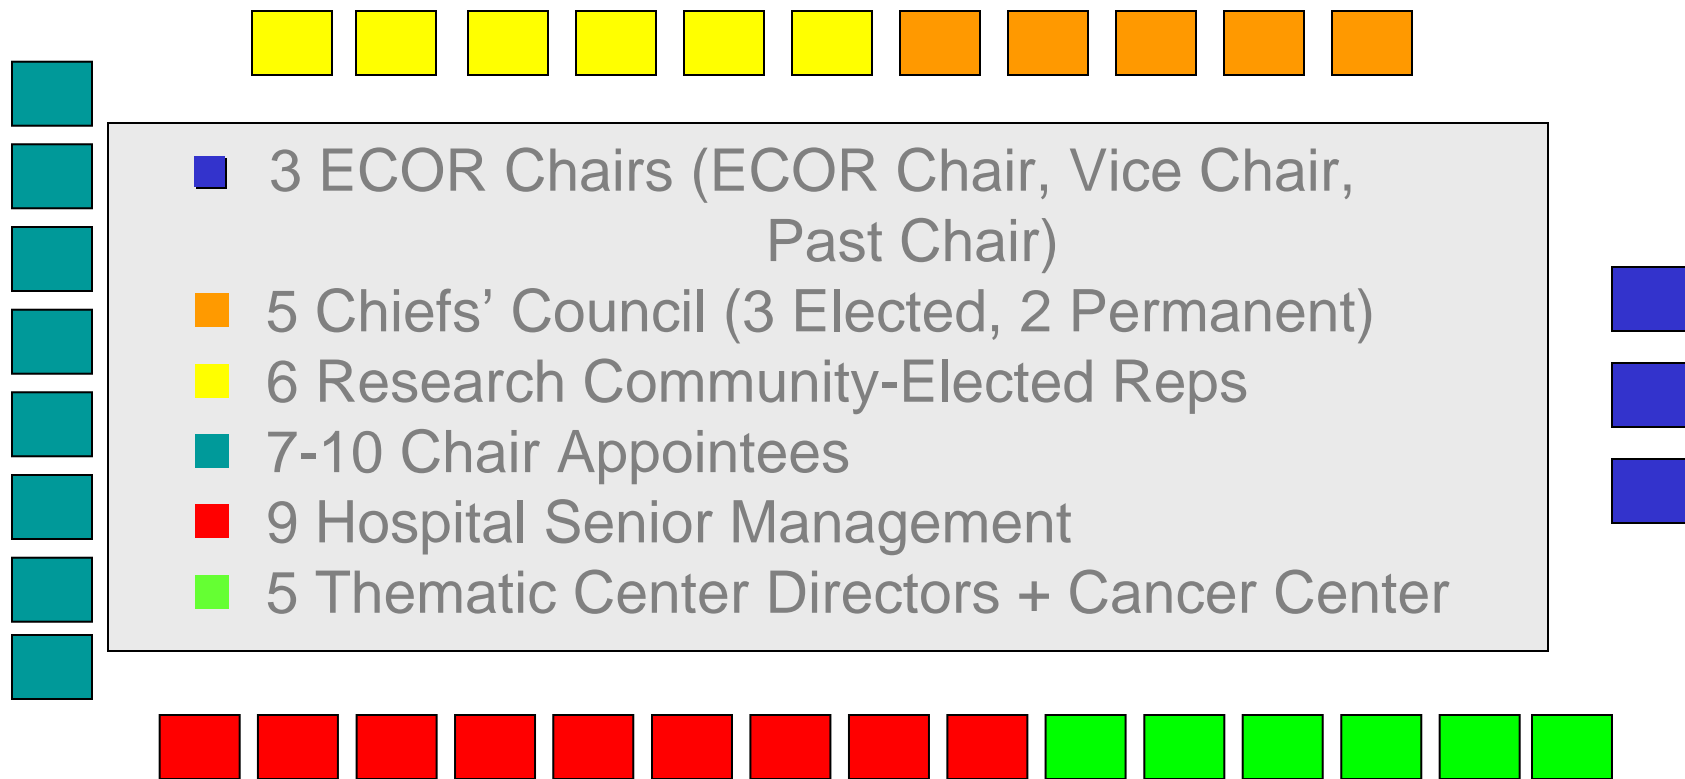 3 ECOR Chairs (ECOR Chair, Vice Chair,
Past Chair)
5 Chiefs’ Council (3 Elected, 2 Permanent)
6 Research Community-Elected Reps
7-10 Chair Appointees
9 Hospital Senior Management
5 Thematic Center Directors + Cancer Center